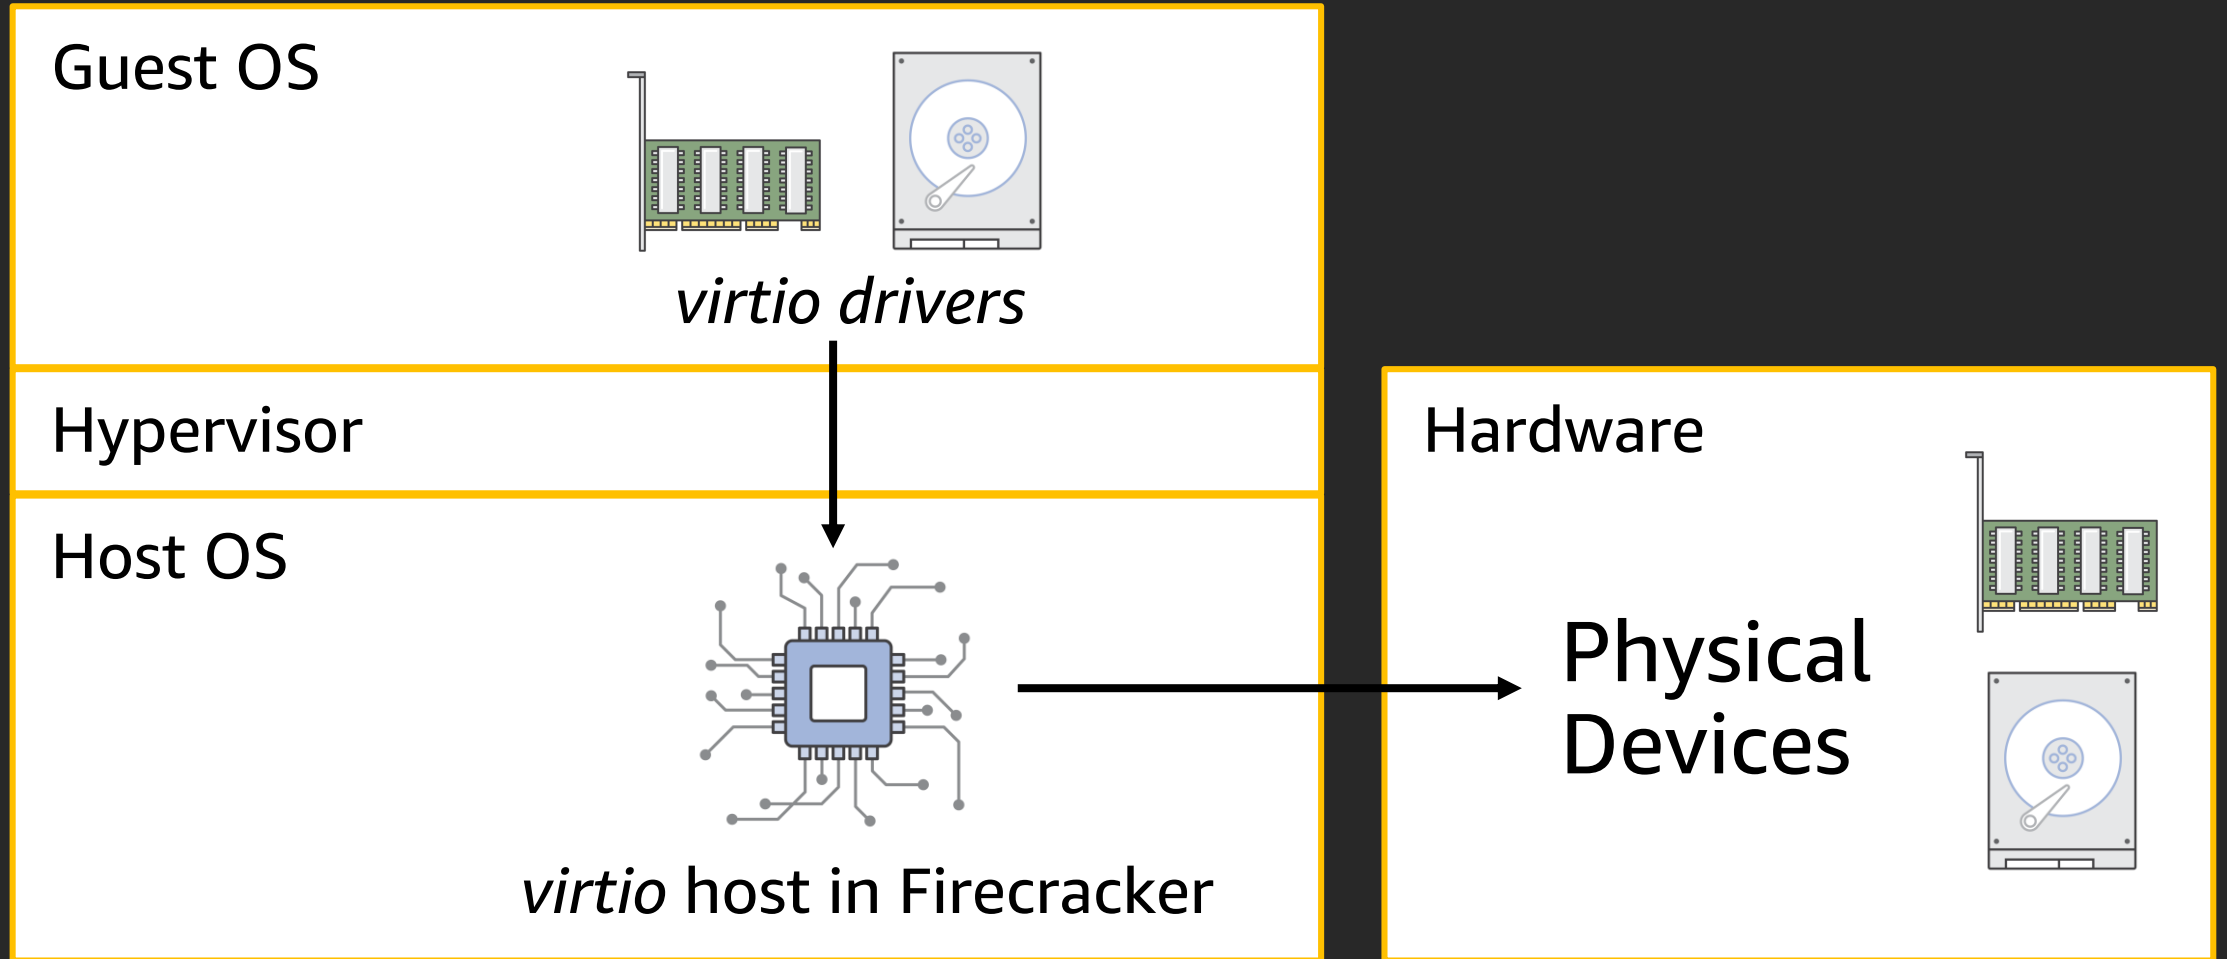 Guest OS
virtio drivers
Hypervisor
Host OS
virtio host in Firecracker
Hardware
Physical
Devices